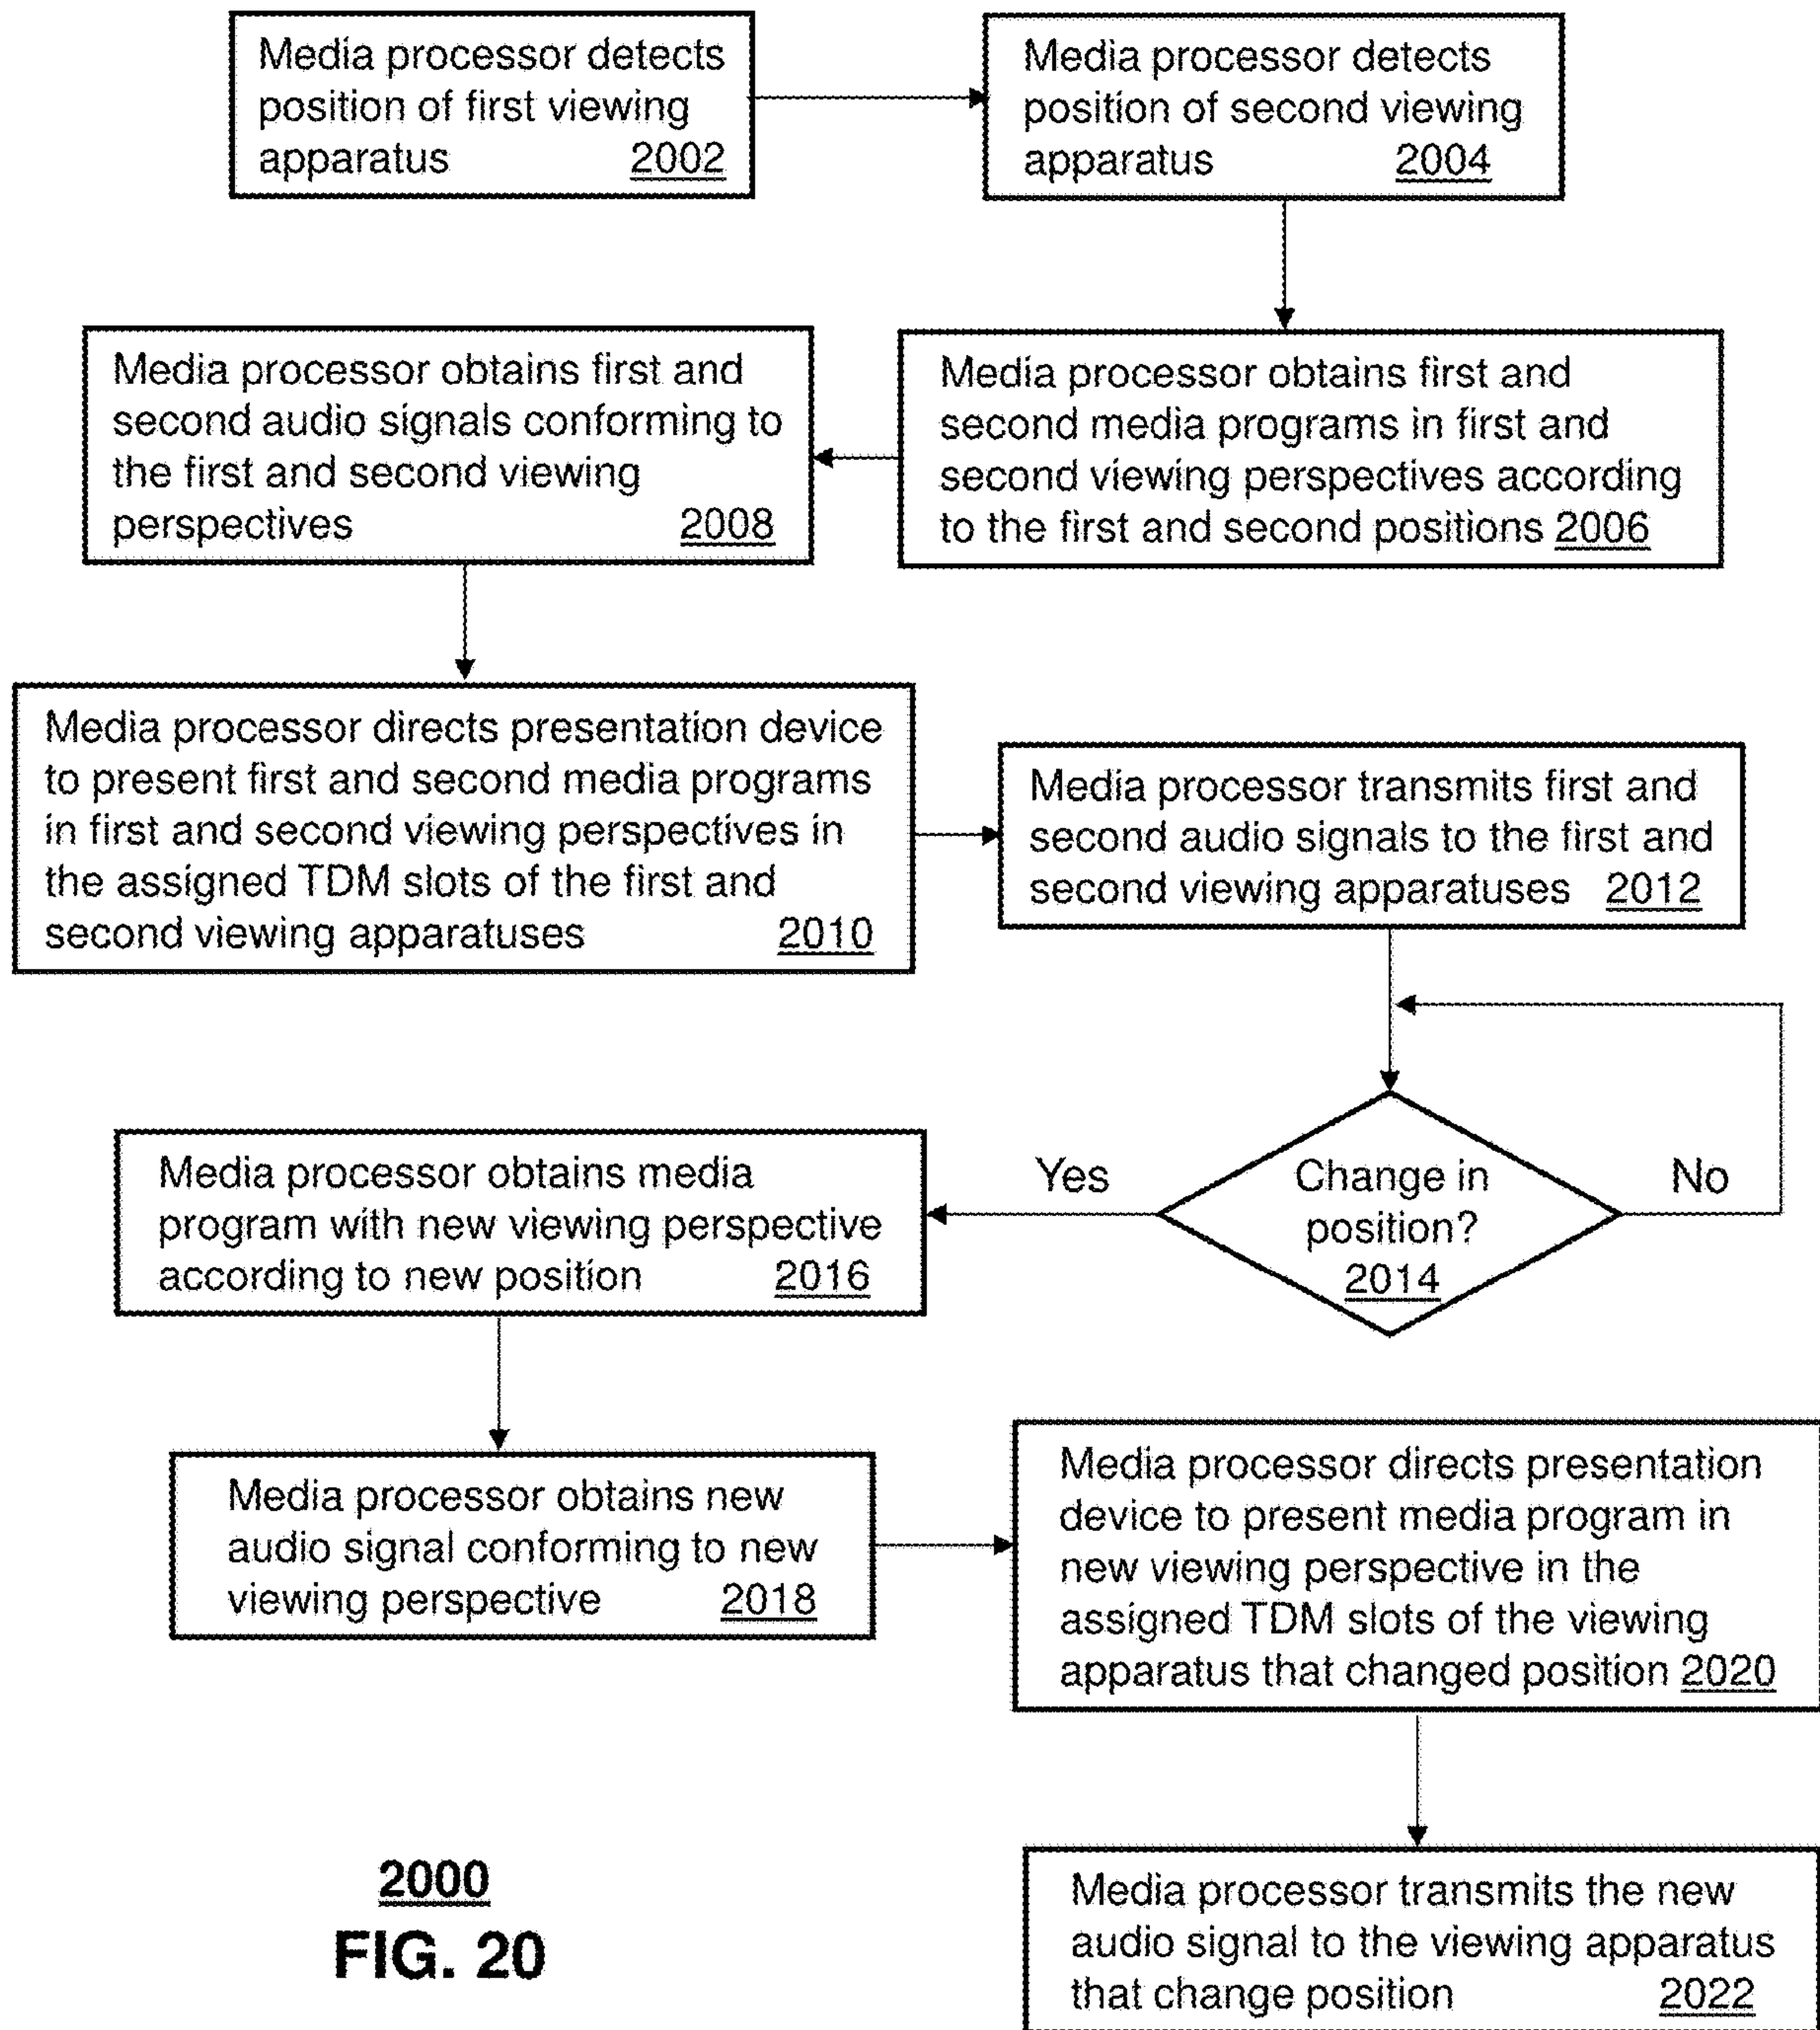 Media processor detects
position of first viewing
apparatus 2002
Media processor detects
position of second viewing
apparatus 2004
Media processor obtains first and
second media programs in first and
second viewing perspectives according
to the first and second positions 2006
Media processor obtains first and
second audio signals conforming to
the first and second viewing
perspectives 2008
Media processor directs presentation device
to present first and second media programs
in first and second viewing perspectives in
the assigned TDM slots of the first and
second viewing apparatuses 2010
Media processor transmits first and
second audio signals to the first and
second viewing apparatuses 2012
Change in
position?
2014
No
Yes
Media processor obtains media
program with new viewing perspective
according to new position 2016
Media processor obtains new
audio signal conforming to new
viewing perspective 2018
Media processor directs presentation
device to present media program in
new viewing perspective in the
assigned TDM slots of the viewing
apparatus that changed position 2020
Media processor transmits the new
audio signal to the viewing apparatus
that change position 2022
2000
FIG. 20